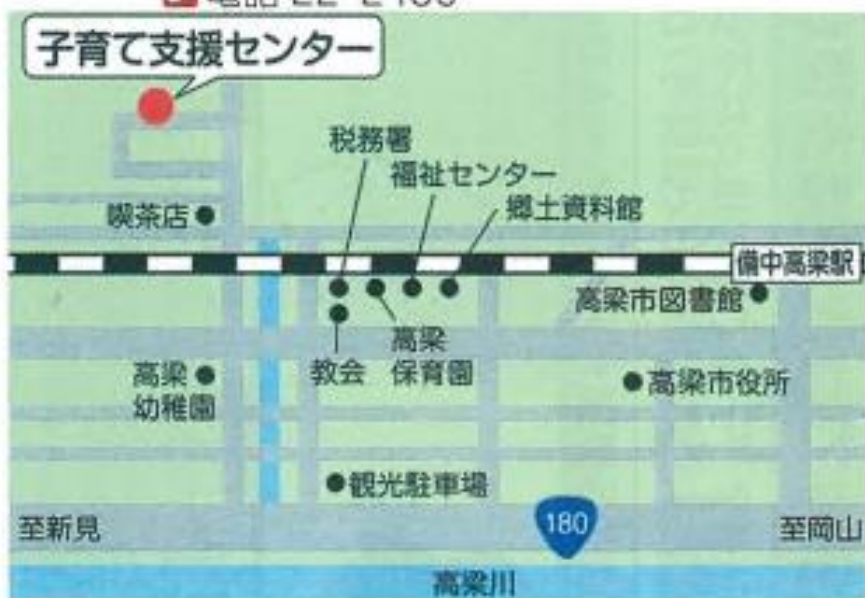 子育て支援センター
税務署
福祉センター
郷土資料館
喫茶店
備中高梁駅
高梁市図書館
高梁
幼稚園
教会
高梁
保育園
高梁市役所
観光駐車場
180
至新見
至岡山
高梁川